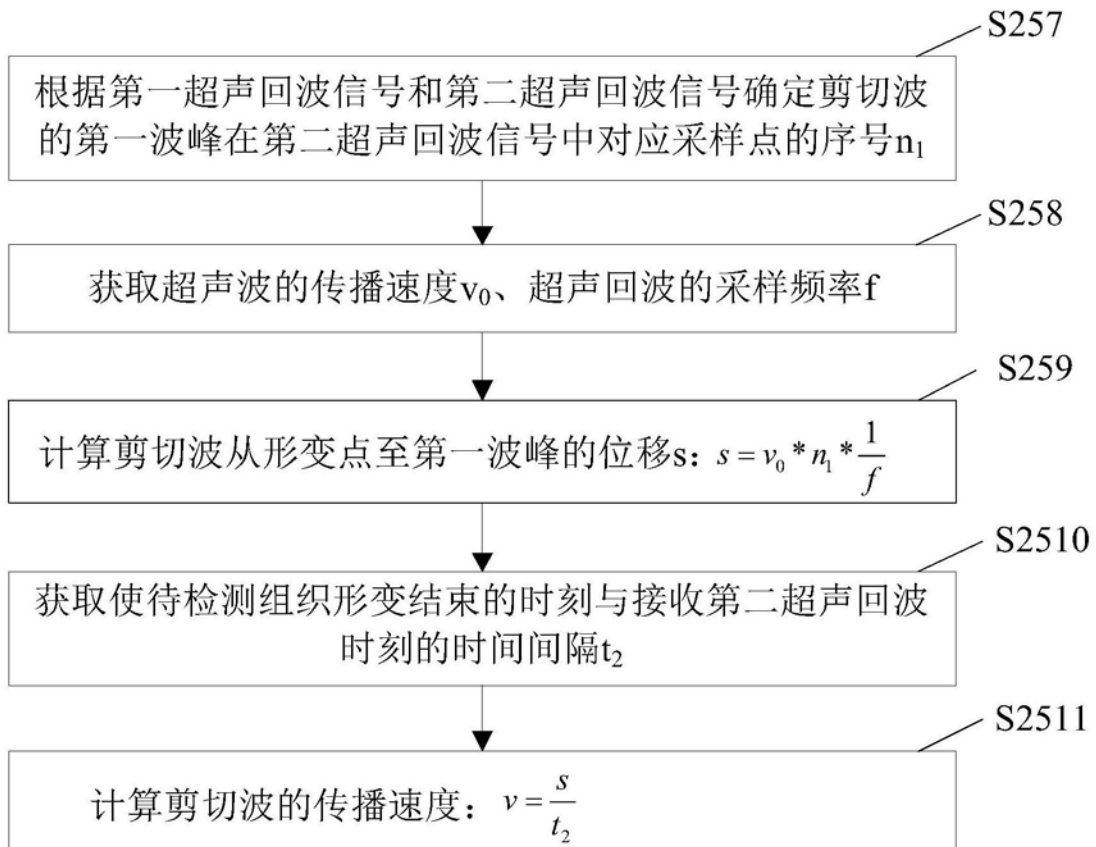 S257
根据第一超声回波信号和第二超声回波信号确定剪切波
的第一波峰在第二超声回波信号中对应采样点的序号n₁
S258
获取超声波的传播速度v₀、超声回波的采样频率f
S259
计算剪切波从形变点至第一波峰的位移s：s = v₀ * n₁ * 1/f
S2510
获取使待检测组织形变结束的时刻与接收第二超声回波
时刻的时间间隔t₂
S2511
计算剪切波的传播速度：v = s/t₂